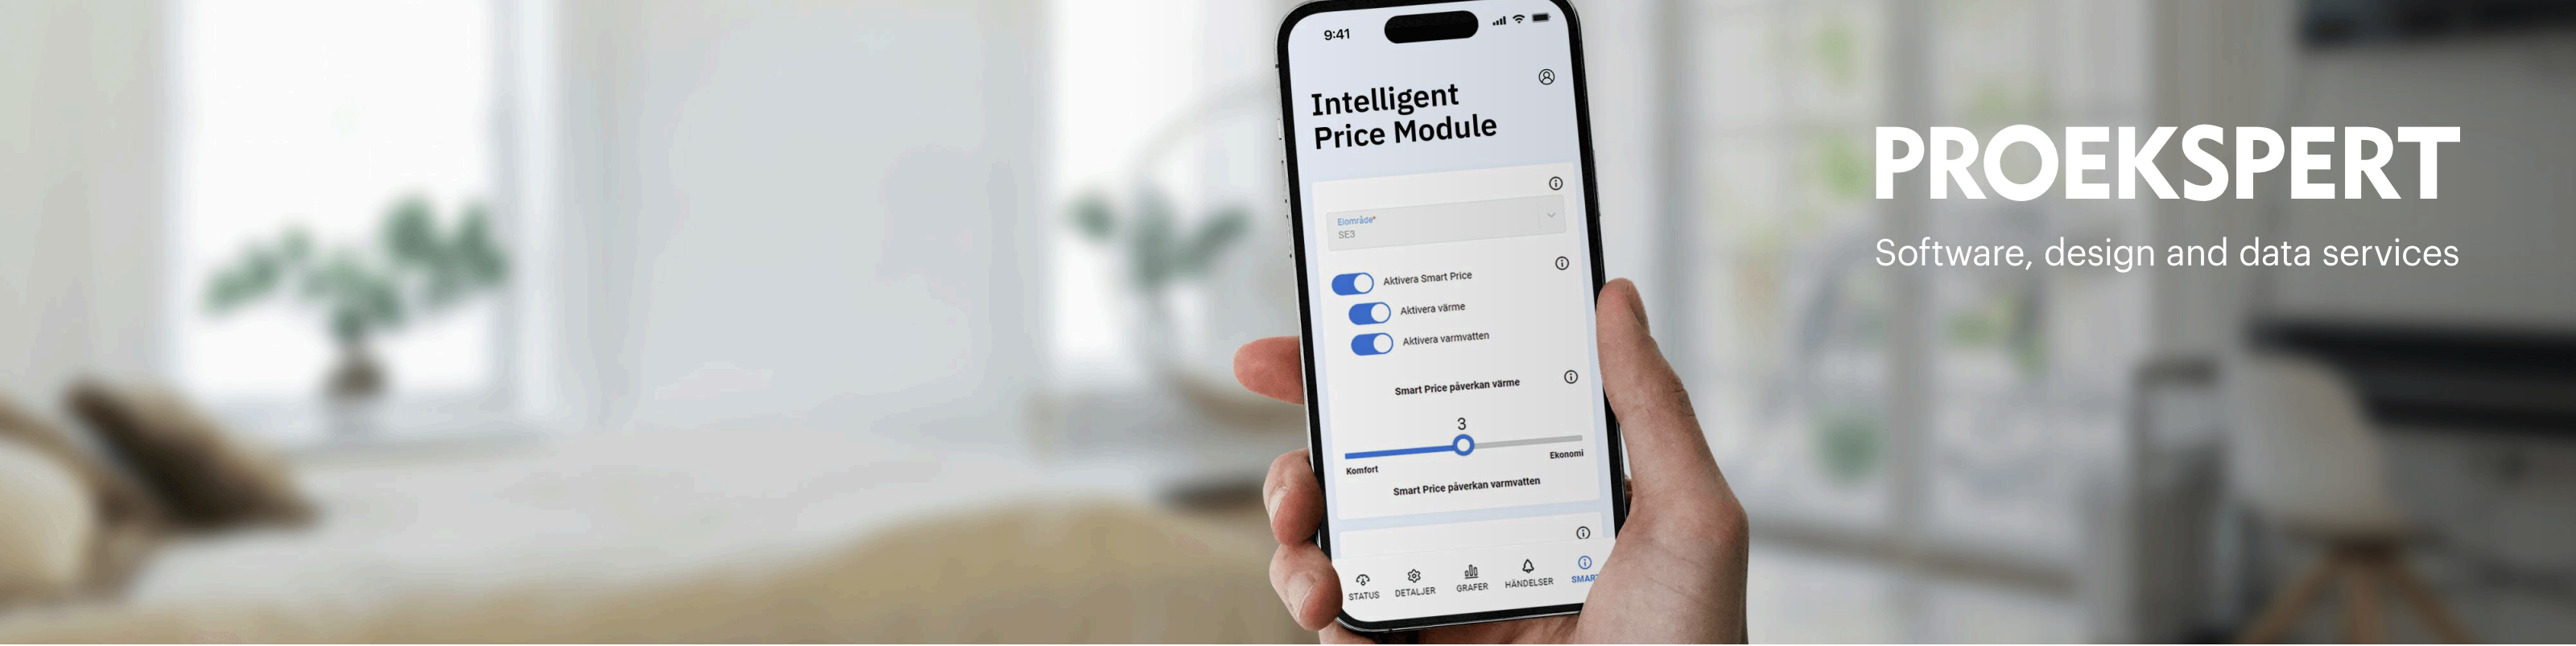 9:41
Intelligent
Price Module
Elområde*
SE3
Aktivera Smart Price
Aktivera värme
Aktivera varmvatten
Smart Price påverkan värme
3
Komfort
Ekonomi
Smart Price påverkan varmvatten
STATUS
DETALJER
GRAFER
HÄNDELSER
SMART
PROEKSPERT
Software, design and data services